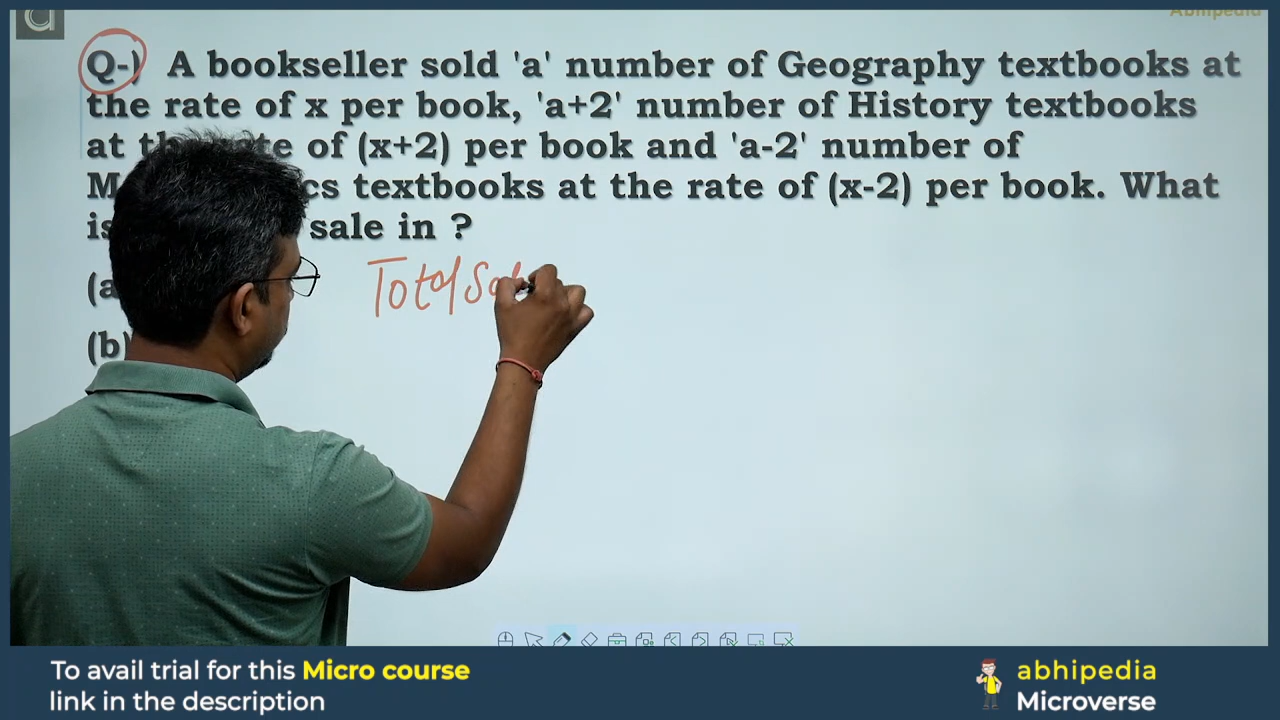 a
Abhipedia
Q-) A bookseller sold 'a' number of Geography textbooks at
the rate of x per book, 'a+2' number of History textbooks
at of (x+2) per book and 'a-2' number of
textbooks at the rate of (x-2) per book. What
sale in ?
(a
(b)
Total
To avail trial for this Micro course
link in the description
abhipedia
Microverse